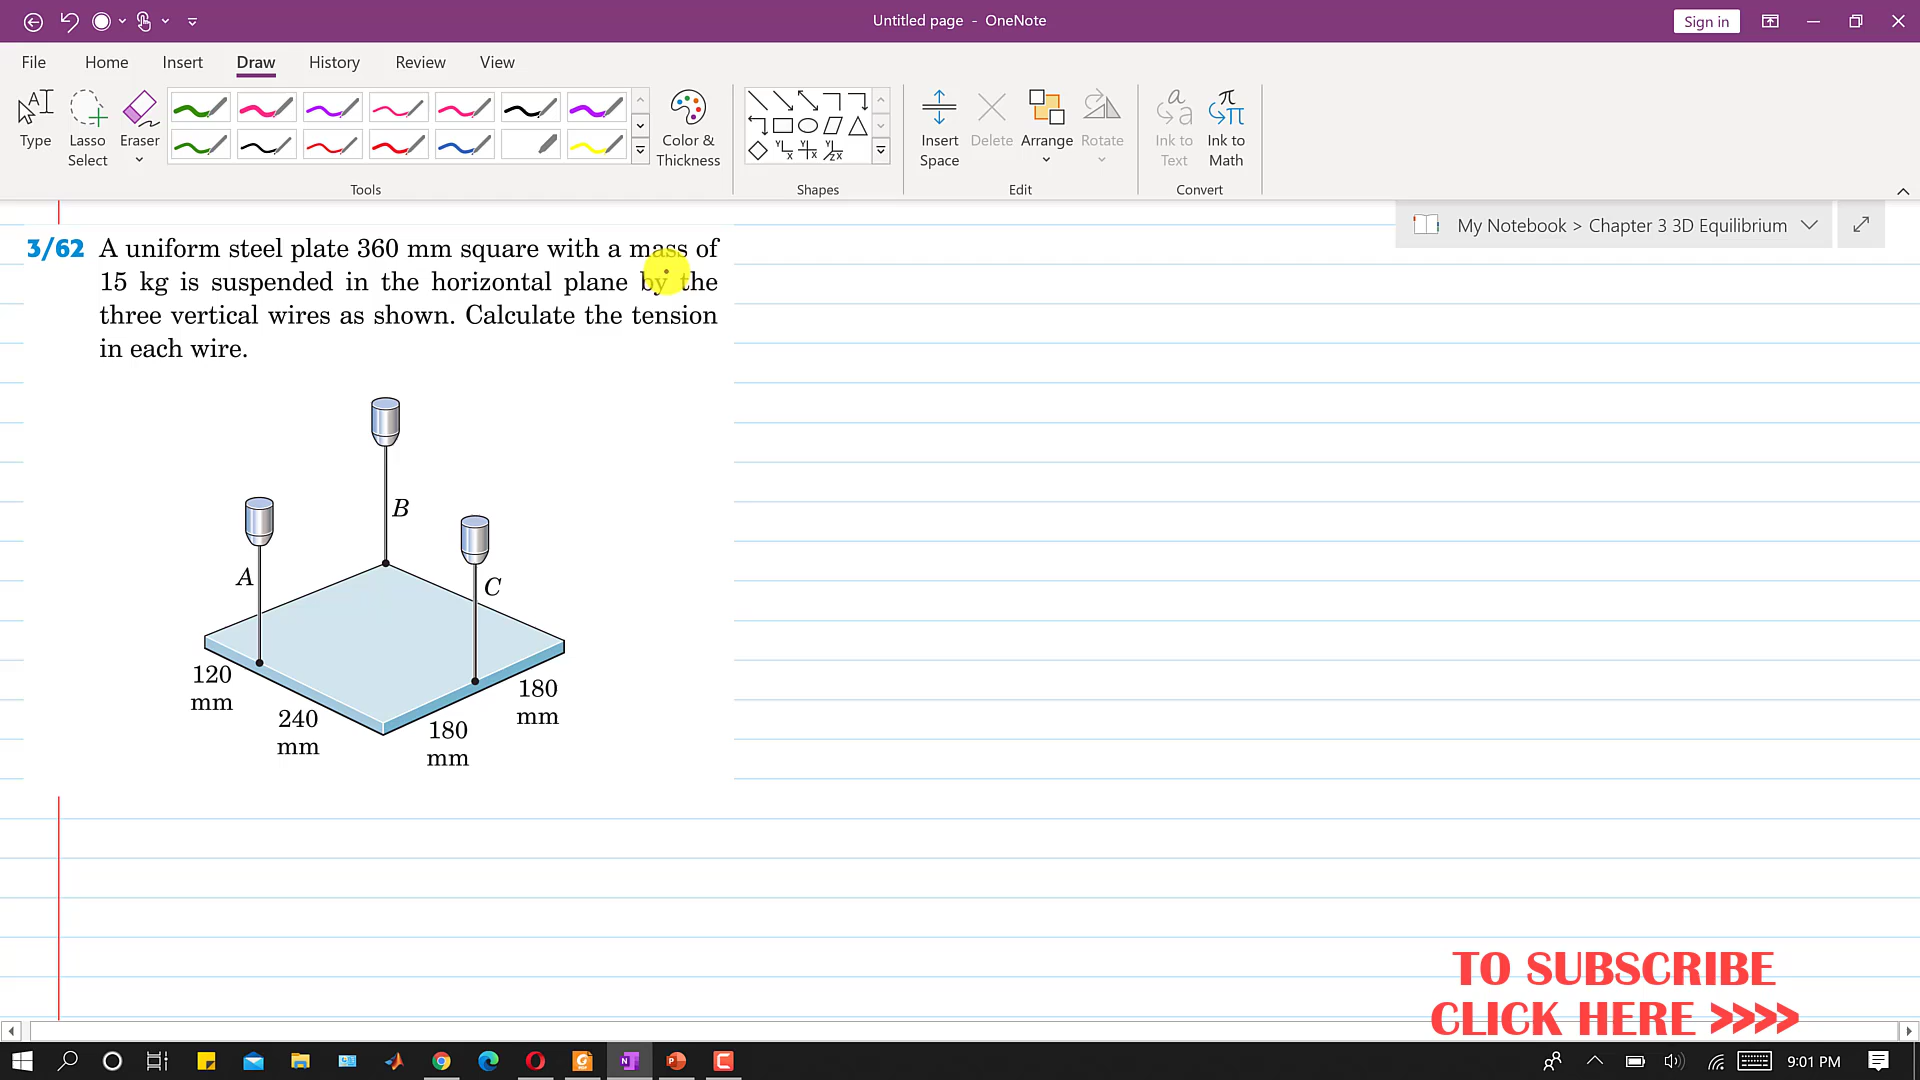 Untitled page - OneNote
Sign in
File Home Insert Draw History Review View
Type
Lasso Select
Eraser
Color & Thickness
Insert Space
Delete
Arrange
Rotate
Ink to Text
Ink to Math
Tools
Shapes
Edit
Convert
My Notebook > Chapter 3 3D Equilibrium
3/62 A uniform steel plate 360 mm square with a mass of
15 kg is suspended in the horizontal plane by the
three vertical wires as shown. Calculate the tension
in each wire.
B
A
C
120
mm
240
mm
180
mm
180
mm
TO SUBSCRIBE
CLICK HERE >>>>
9:01 PM